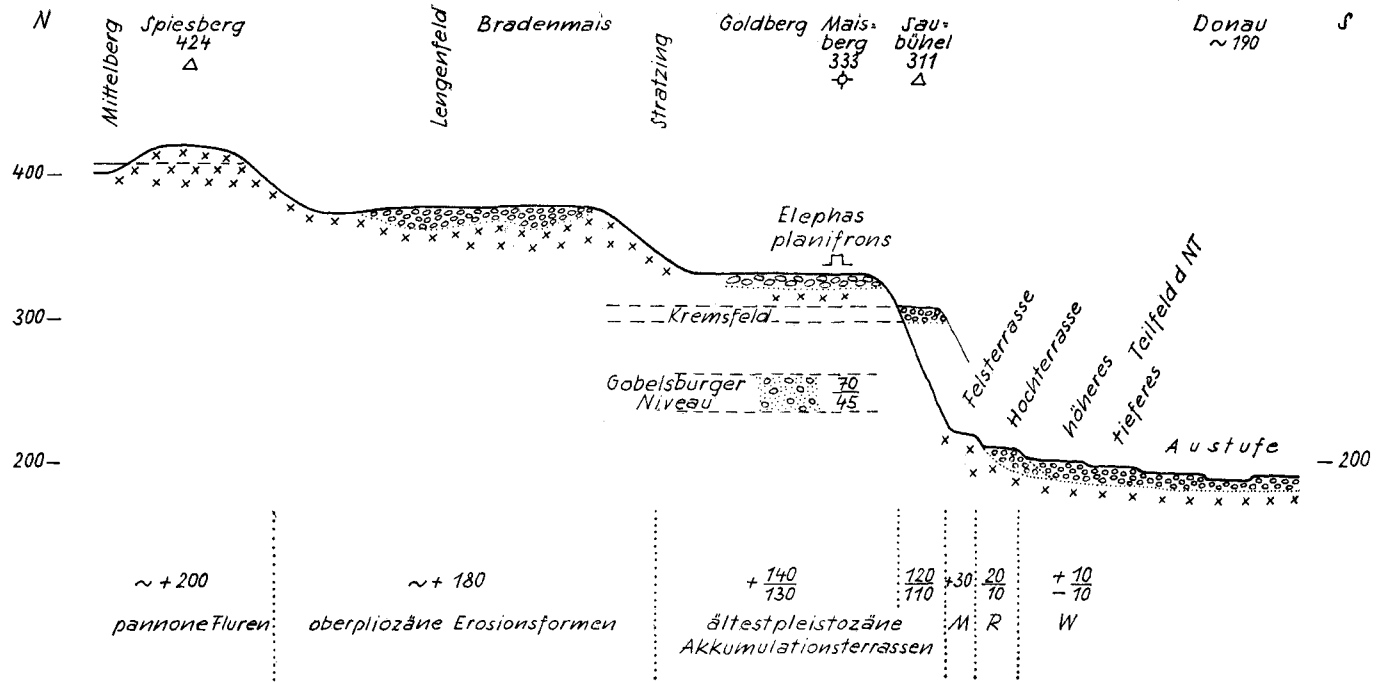 N
Spiesberg
424
Bradenmais
Goldberg
Mais-
berg
333
Sau-
bühel
311
Donau
~ 190
S
Mittelberg
Lengenfeld
Stratzing
400
Elephas
planifrons
300
Kremsfeld
Gobelsburger
Niveau
70
45
Felsterrasse
Hochterrasse
höheres Teilfeld d NT
tieferes
Austufe
200
200
~ + 200
~ + 180
+ 140
130
120
110
+30
20
10
+ 10
- 10
pannone Fluren
oberpliozäne Erosionsformen
ältestpleistozäne
Akkumulationsterrassen
M
R
W